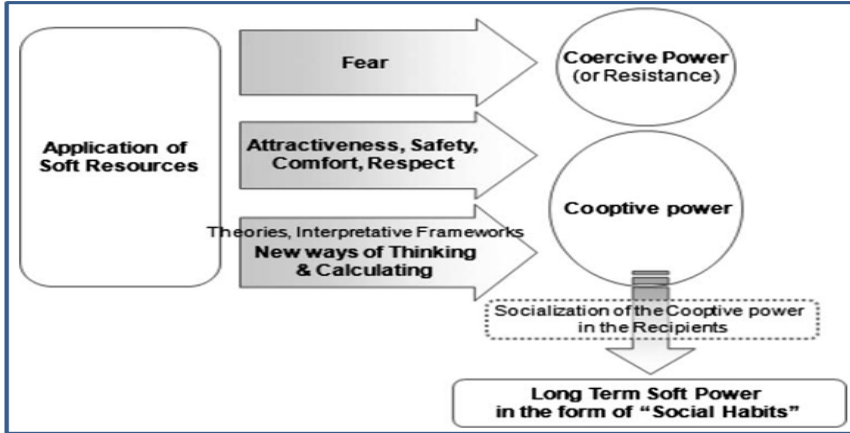 Application of
Soft Resources
Fear
Coercive Power
(or Resistance)
Attractiveness, Safety,
Comfort, Respect
Theories, Interpretative Frameworks
New ways of Thinking
& Calculating
Cooptive power
Socialization of the Cooptive power
in the Recipients
Long Term Soft Power
in the form of “Social Habits”